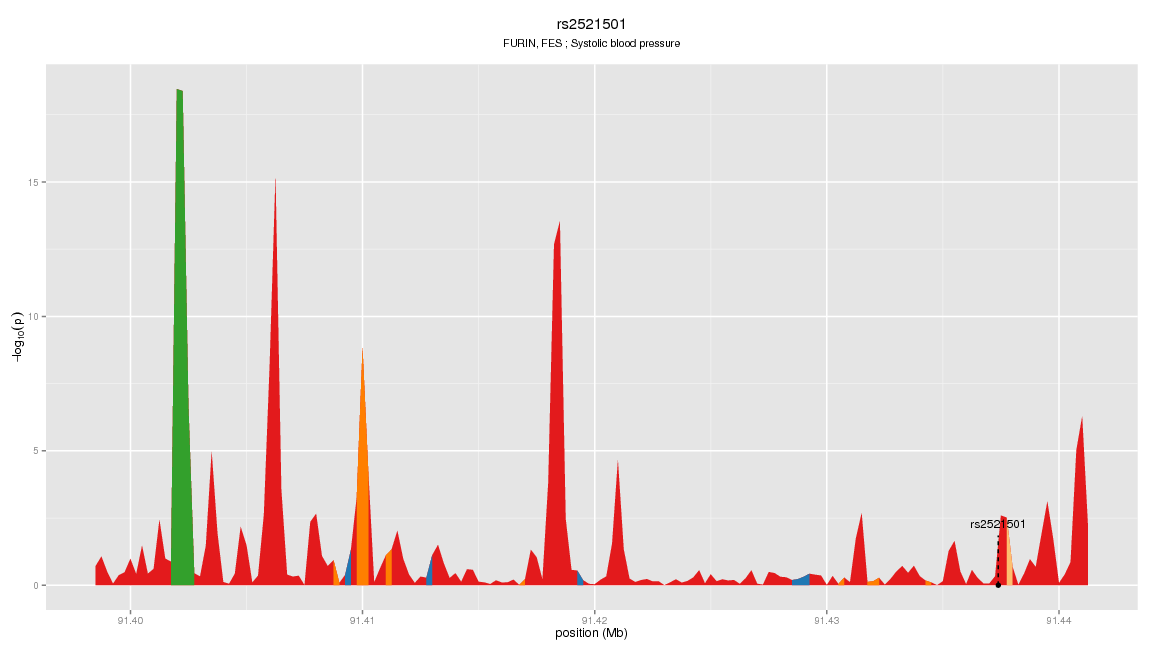 rs2521501
FURIN, FES ; Systolic blood pressure
−log10(p)
15
10
5
0
rs2521501
91.40 91.41 91.42 91.43 91.44
position (Mb)